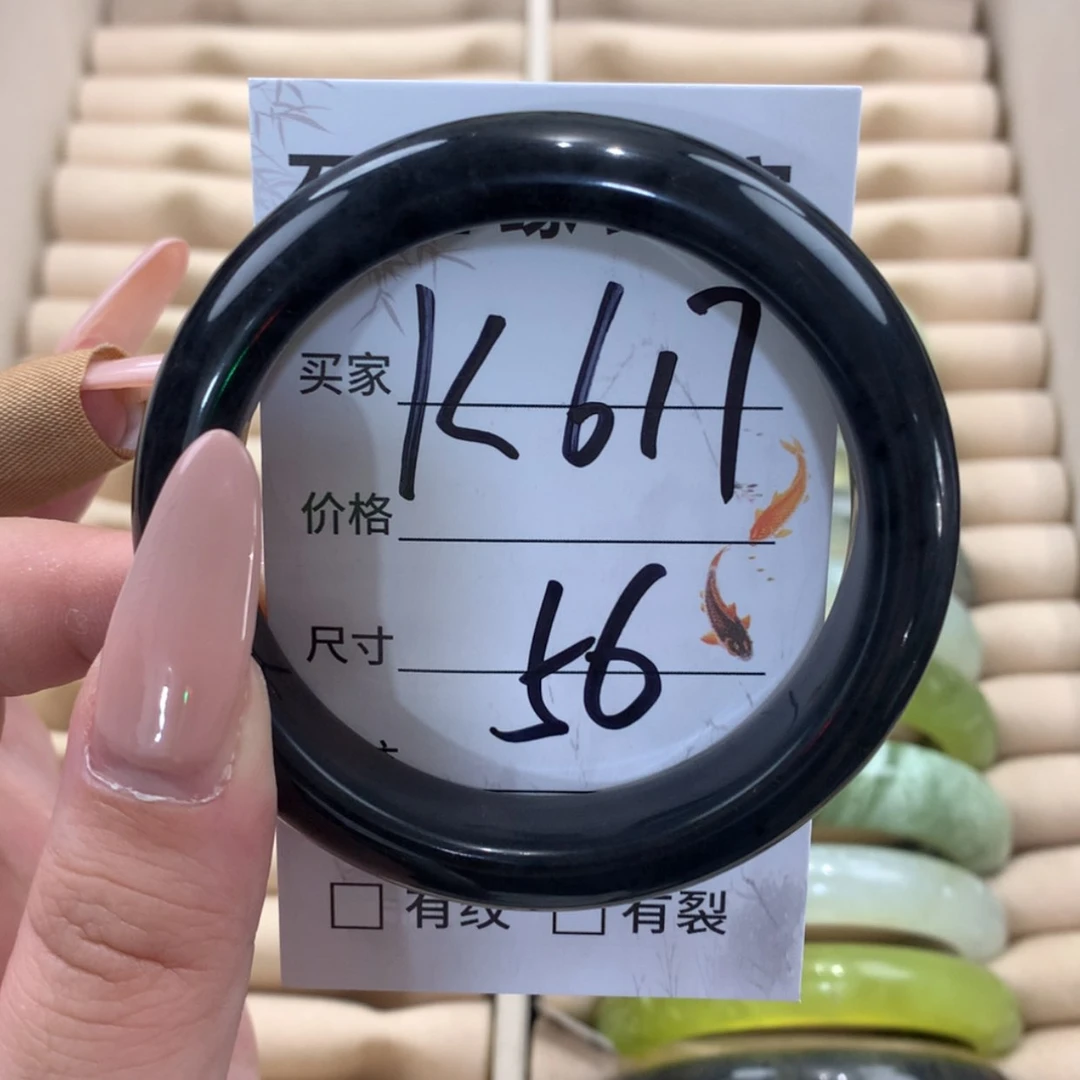 买家 K617
价格
尺寸 56
有纹 有裂